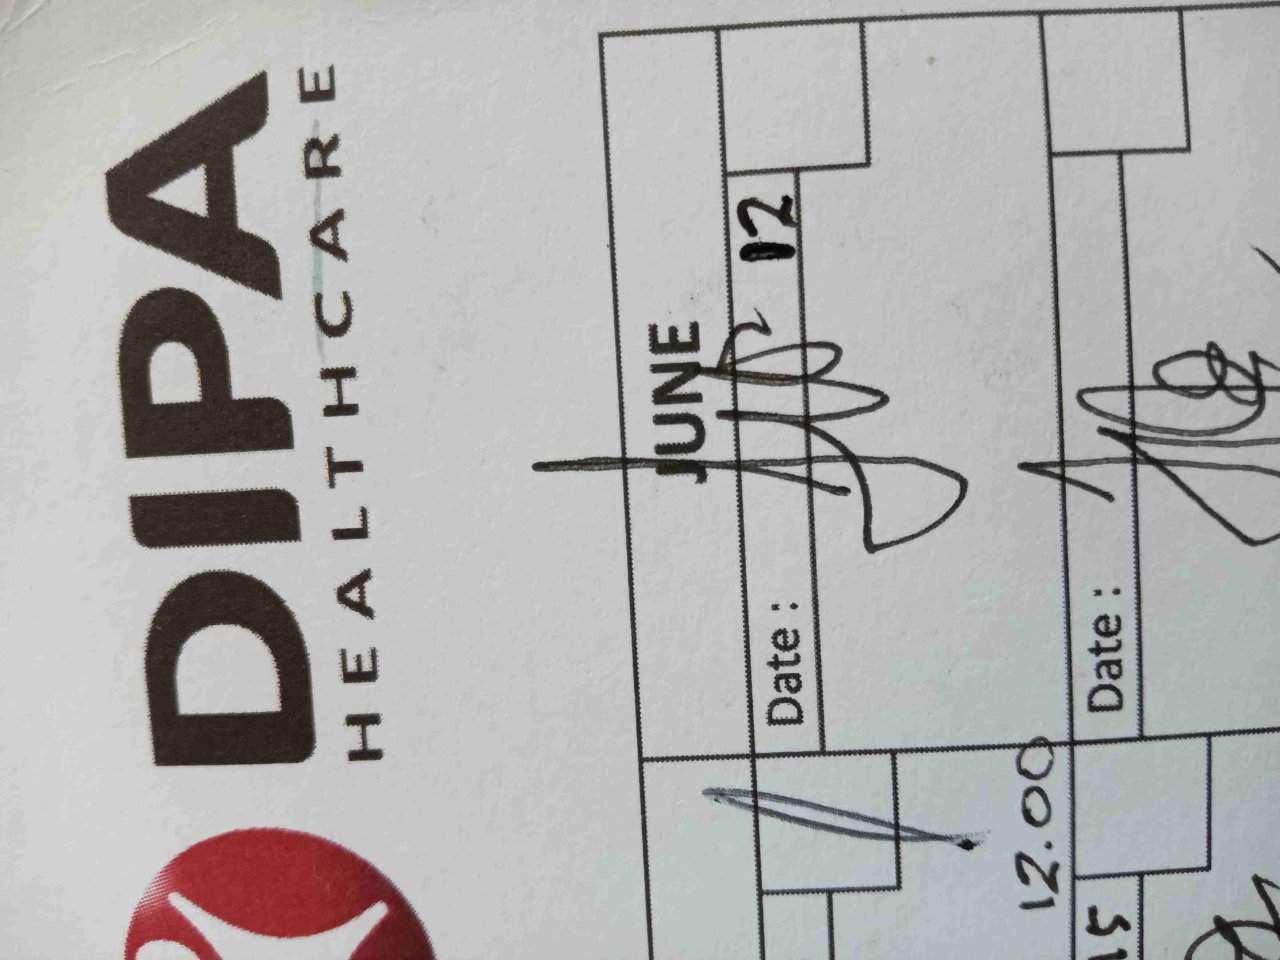 DIPA
HEALTHCARE
JUNE
Date : 12
12.00
Date :
15